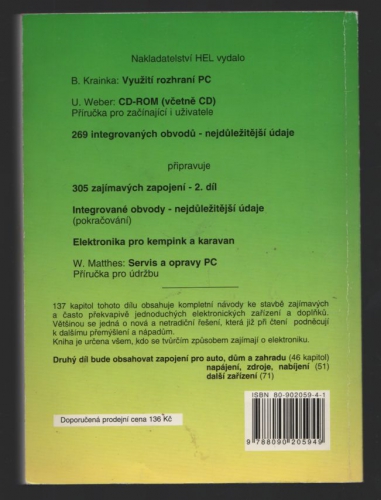 Nakladatelství HEL vydalo
B. Krainka: Využití rozhraní PC
U. Weber: CD-ROM (včetně CD)
Příručka pro začínající i uživatele
269 integrovaných obvodů - nejdůležitější údaje
připravuje
305 zajímavých zapojení - 2. díl
Integrované obvody - nejdůležitější údaje
(pokračování)
Elektronika pro kempink a karavan
W. Matthes: Servis a opravy PC
Příručka pro údržbu
137 kapitol tohoto dílu obsahuje kompletní návody ke stavbě zajímavých
a často překvapivě jednoduchých elektronických zařízení a doplňků.
Většinou se jedná o nová a netradiční řešení, která již při čtení podněcují
k dalšímu přemýšlení a nápadům.
Kniha je určena všem, kdo se tvůrčím způsobem zajímají o elektroniku.
Druhý díl bude obsahovat zapojení pro auto, dům a zahradu (46 kapitol)
napájení, zdroje, nabíjení (51)
další zařízení (71)
ISBN 80-902059-4-1
Doporučená prodejní cena 136 Kč
9 788090 205949